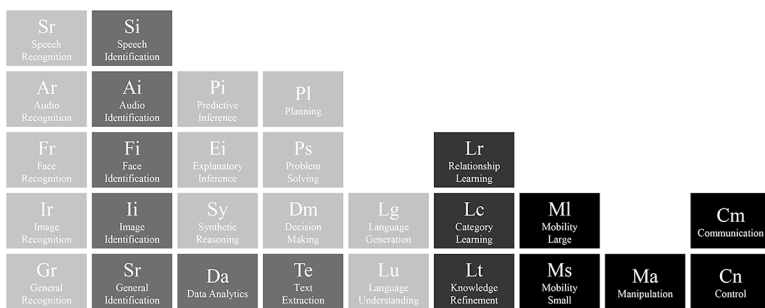 Sr
Speech
Recognition
Si
Speech
Identification
Ar
Audio
Recognition
Ai
Audio
Identification
Pi
Predictive
Inference
Pl
Planning
Fr
Face
Recognition
Fi
Face
Identification
Ei
Explanatory
Inference
Ps
Problem
Solving
Lr
Relationship
Learning
Ir
Image
Recognition
Ii
Image
Identification
Sy
Synthetic
Reasoning
Dm
Decision
Making
Lg
Language
Generation
Lc
Category
Learning
Ml
Mobility
Large
Cm
Communication
Gr
General
Recognition
Sr
General
Identification
Da
Data Analytics
Te
Text
Extraction
Lu
Language
Understanding
Lt
Knowledge
Refinement
Ms
Mobility
Small
Ma
Manipulation
Cn
Control